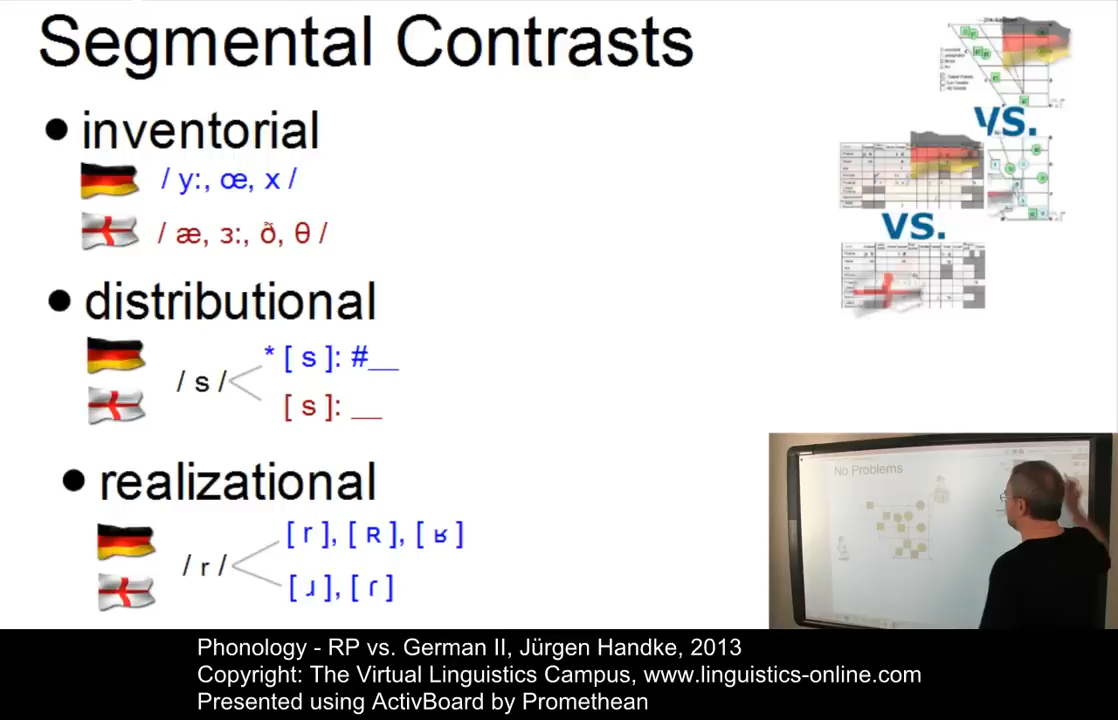 Segmental Contrasts
• inventorial
/ y:, œ, x /
/ æ, ɜ:, ð, θ /
• distributional
/ s /
* [ s ]: #__
[ s ]: __
• realizational
/ r /
[ r ], [ ʀ ], [ ʁ ]
[ ɹ ], [ ɾ ]
vs.
vs.
No Problems
Phonology - RP vs. German II, Jürgen Handke, 2013
Copyright: The Virtual Linguistics Campus, www.linguistics-online.com
Presented using ActivBoard by Promethean